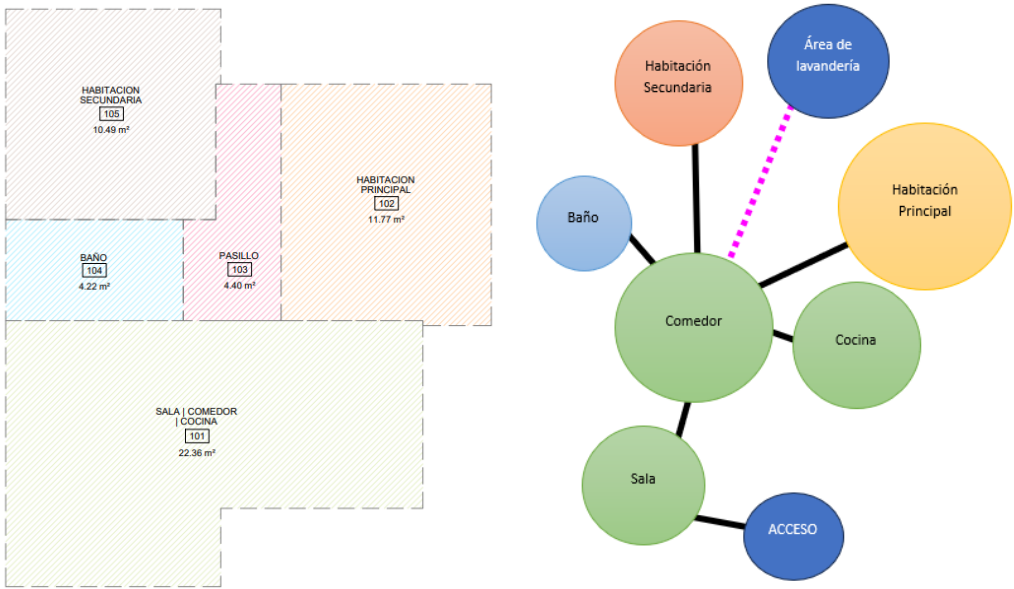 HABITACION
SECUNDARIA
105
10.49 m²
HABITACION
PRINCIPAL
102
11.77 m²
BAÑO
104
4.22 m²
PASILLO
103
4.40 m²
SALA | COMEDOR
| COCINA
101
22.36 m²
Área de
lavandería
Habitación
Secundaria
Habitación
Principal
Baño
Comedor
Cocina
Sala
ACCESO